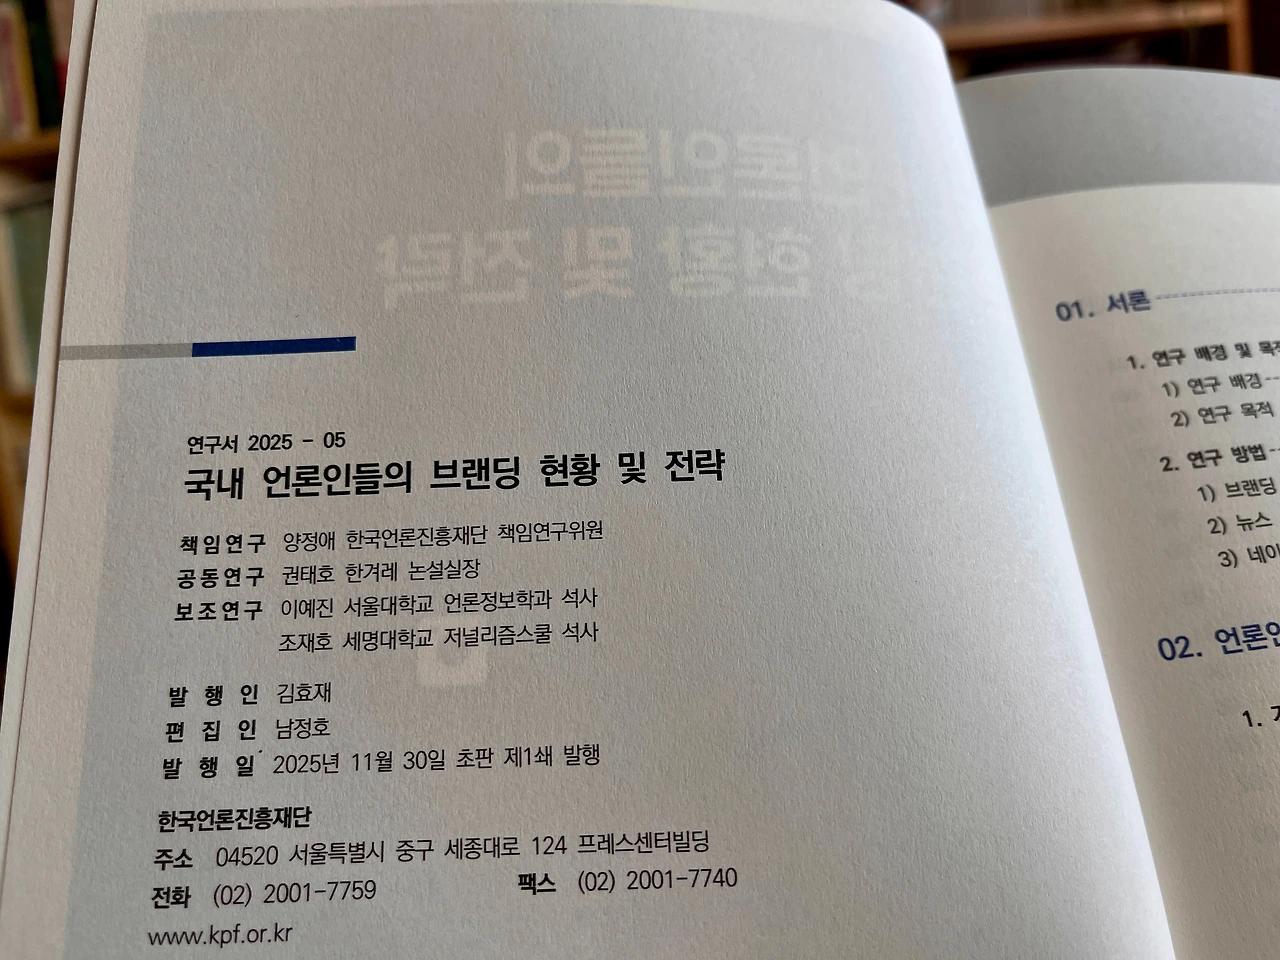 연구서 2025 - 05
국내 언론인들의 브랜딩 현황 및 전략
책임연구 양정애 한국언론진흥재단 책임연구위원
공동연구 권태호 한겨레 논설실장
보조연구 이예진 서울대학교 언론정보학과 석사
조재호 세명대학교 저널리즘스쿨 석사
발 행 인 김효재
편 집 인 남정호
발 행 일 2025년 11월 30일 초판 제1쇄 발행
한국언론진흥재단
주소 04520 서울특별시 중구 세종대로 124 프레스센터빌딩
전화 (02) 2001-7759 팩스 (02) 2001-7740
www.kpf.or.kr
01. 서론
1. 연구 배경 및 목적
1) 연구 배경
2) 연구 목적
2. 연구 방법
1) 브랜딩
2) 뉴스
3) 네이
02. 언론인
1.